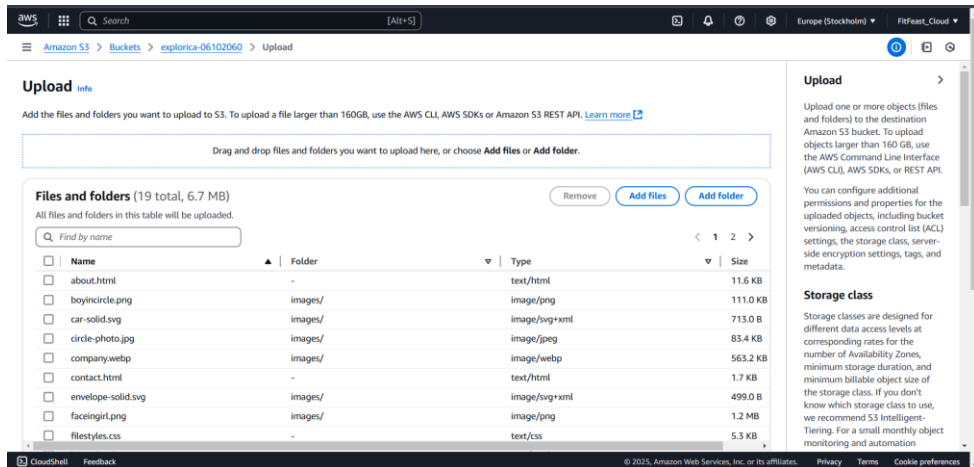 aws
Search [Alt+S]
Europe (Stockholm) ▼ FitFeast_Cloud ▼
Amazon S3 > Buckets > explorica-06102060 > Upload
Upload Info
Add the files and folders you want to upload to S3. To upload a file larger than 160GB, use the AWS CLI, AWS SDKs or Amazon S3 REST API. Learn more
Drag and drop files and folders you want to upload here, or choose Add files or Add folder.
Files and folders (19 total, 6.7 MB)
Remove Add files Add folder
All files and folders in this table will be uploaded.
Find by name
< 1 2 >
Name Folder Type Size
about.html - text/html 11.6 KB
boyincircle.png images/ image/png 111.0 KB
car-solid.svg images/ image/svg+xml 713.0 B
circle-photo.jpg images/ image/jpeg 83.4 KB
company.webp images/ image/webp 563.2 KB
contact.html - text/html 1.7 KB
envelope-solid.svg images/ image/svg+xml 499.0 B
faceingirl.png images/ image/png 1.2 MB
filestyles.css - text/css 5.3 KB
Upload
Upload one or more objects (files
and folders) to the destination
Amazon S3 bucket. To upload
objects larger than 160 GB, use
the AWS Command Line Interface
(AWS CLI), AWS SDKs, or REST API.
You can configure additional
permissions and properties for the
uploaded objects, including bucket
versioning, access control list (ACL)
settings, the storage class, server-
side encryption settings, tags, and
metadata.
Storage class
Storage classes are designed for
different data access levels at
corresponding rates for the
number of Availability Zones,
minimum storage duration, and
minimum billable object size of
the storage class. If you don't
know which storage class to use,
we recommend S3 Intelligent-
Tiering. For a small monthly object
monitoring and automation
CloudShell Feedback
© 2025, Amazon Web Services, Inc. or its affiliates. Privacy Terms Cookie preferences